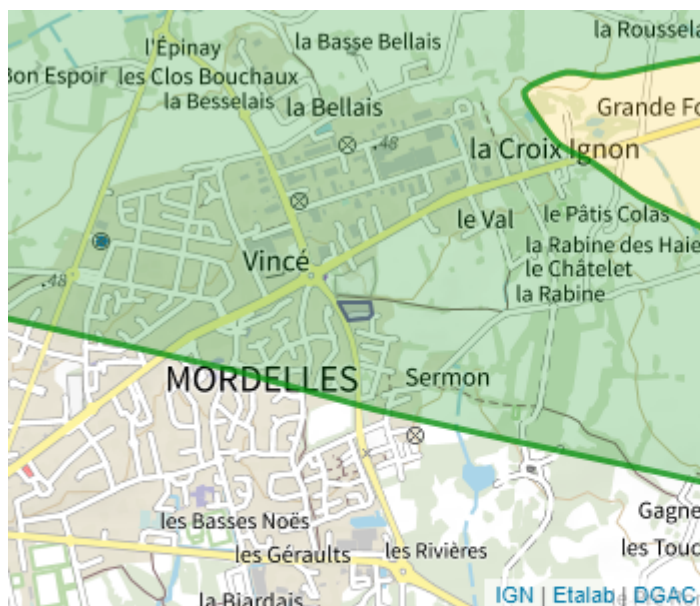 la Roussela
l'Épinay
la Basse Bellais
Bon Espoir
les Clos Bouchaux
la Besselais
la Bellais
Grande Fo
.48
la Croix Ignon
le Val
le Pâtis Colas
la Rabine des Haie
Vincé
le Châtelet
.48
la Rabine
MORDELLES
Sermon
Gagne
les Basses Noës
les Géraults
les Rivières
les Touc
la Biardais
IGN | Etalab | DGAC